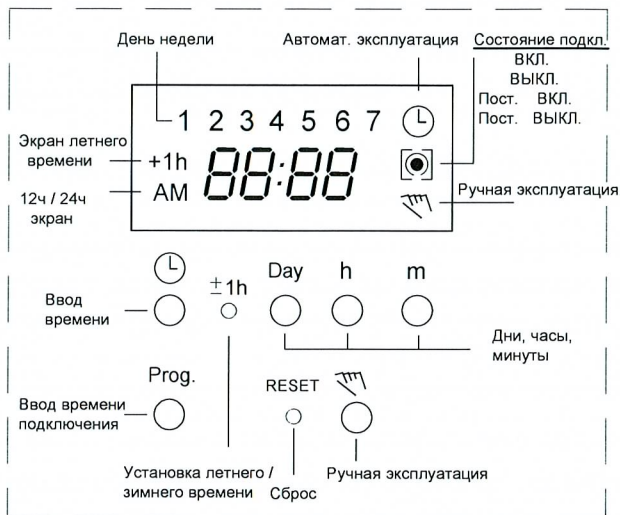 День недели
Автомат. эксплуатация
Состояние подкл.
ВКЛ.
ВЫКЛ.
Пост. ВКЛ.
Пост. ВЫКЛ.
1 2 3 4 5 6 7
Экран летнего
времени
+1h 88:88
12ч / 24ч
экран
AM
Ручная эксплуатация
Day h m
± 1h
Ввод
времени
Дни, часы,
минуты
Prog.
RESET
Ввод времени
подключения
Установка летнего /
зимнего времени
Сброс
Ручная эксплуатация